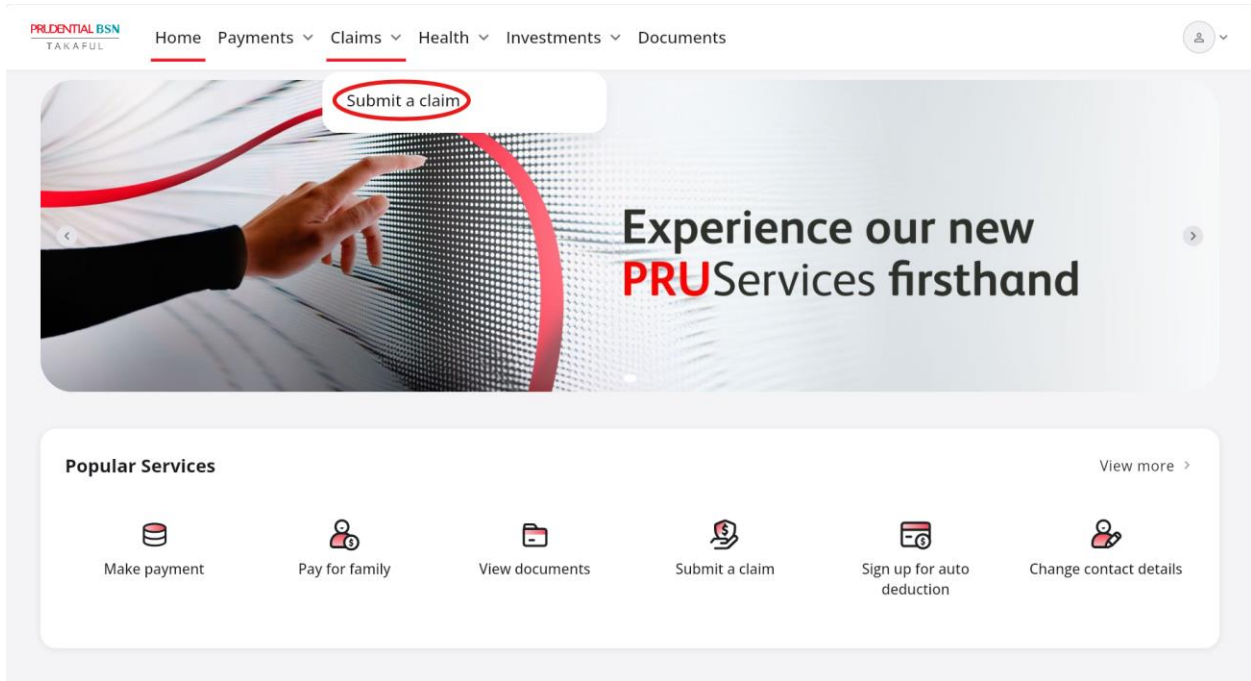 PRUDENTIAL BSN
TAKAFUL
Home Payments Claims Health Investments Documents
Submit a claim
Experience our new
PRUServices firsthand
Popular Services
View more
Make payment
Pay for family
View documents
Submit a claim
Sign up for auto
deduction
Change contact details